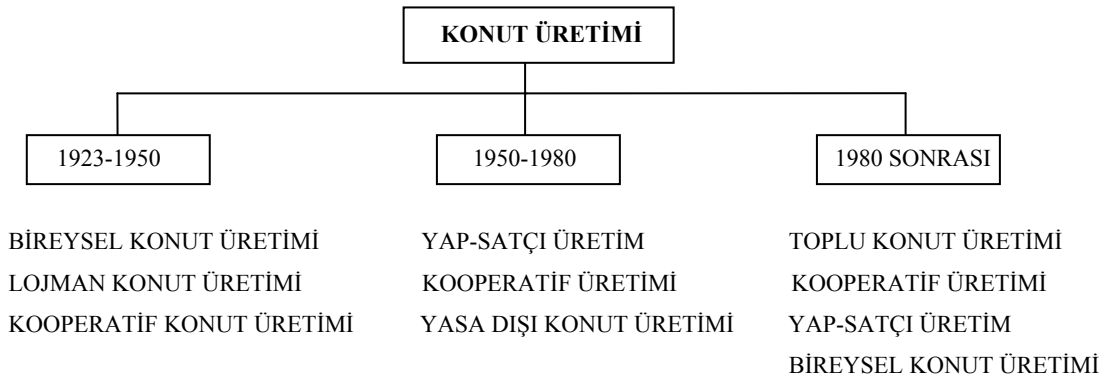 KONUT ÜRETİMİ
1923-1950
1950-1980
1980 SONRASI
BİREYSEL KONUT ÜRETİMİ
LOJMAN KONUT ÜRETİMİ
KOOPERATİF KONUT ÜRETİMİ
YAP-SATÇI ÜRETİM
KOOPERATİF ÜRETİMİ
YASA DIŞI KONUT ÜRETİMİ
TOPLU KONUT ÜRETİMİ
KOOPERATİF ÜRETİMİ
YAP-SATÇI ÜRETİM
BİREYSEL KONUT ÜRETİMİ